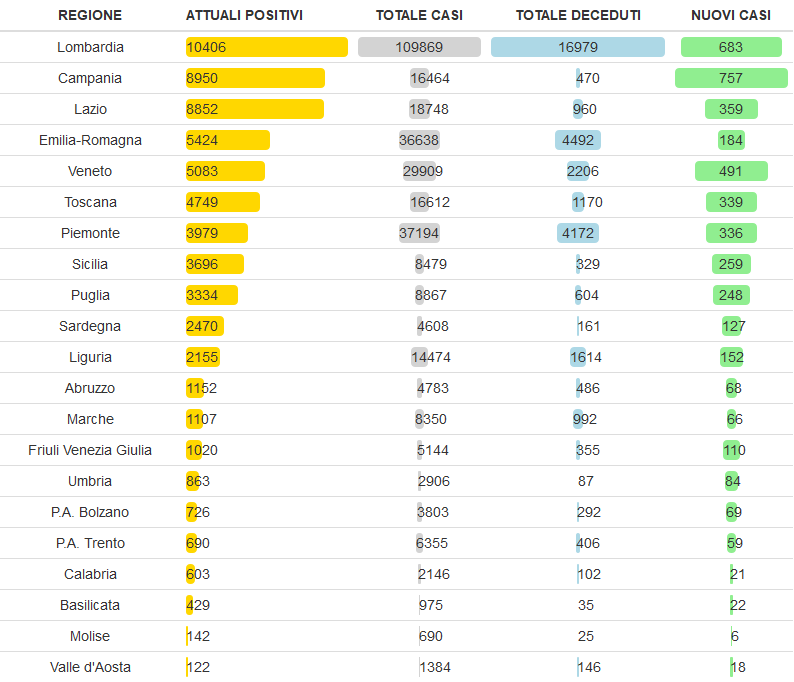 REGIONE ATTUALI POSITIVI TOTALE CASI TOTALE DECEDUTI NUOVI CASI
Lombardia 10406 109869 16979 683
Campania 8950 16464 470 757
Lazio 8852 18748 960 359
Emilia-Romagna 5424 36638 4492 184
Veneto 5083 29909 2206 491
Toscana 4749 16612 1170 339
Piemonte 3979 37194 4172 336
Sicilia 3696 8479 329 259
Puglia 3334 8867 604 248
Sardegna 2470 4608 161 127
Liguria 2155 14474 1614 152
Abruzzo 1152 4783 486 68
Marche 1107 8350 992 66
Friuli Venezia Giulia 1020 5144 355 110
Umbria 863 2906 87 84
P.A. Bolzano 726 3803 292 69
P.A. Trento 690 6355 406 59
Calabria 603 2146 102 21
Basilicata 429 975 35 22
Molise 142 690 25 6
Valle d'Aosta 122 1384 146 18